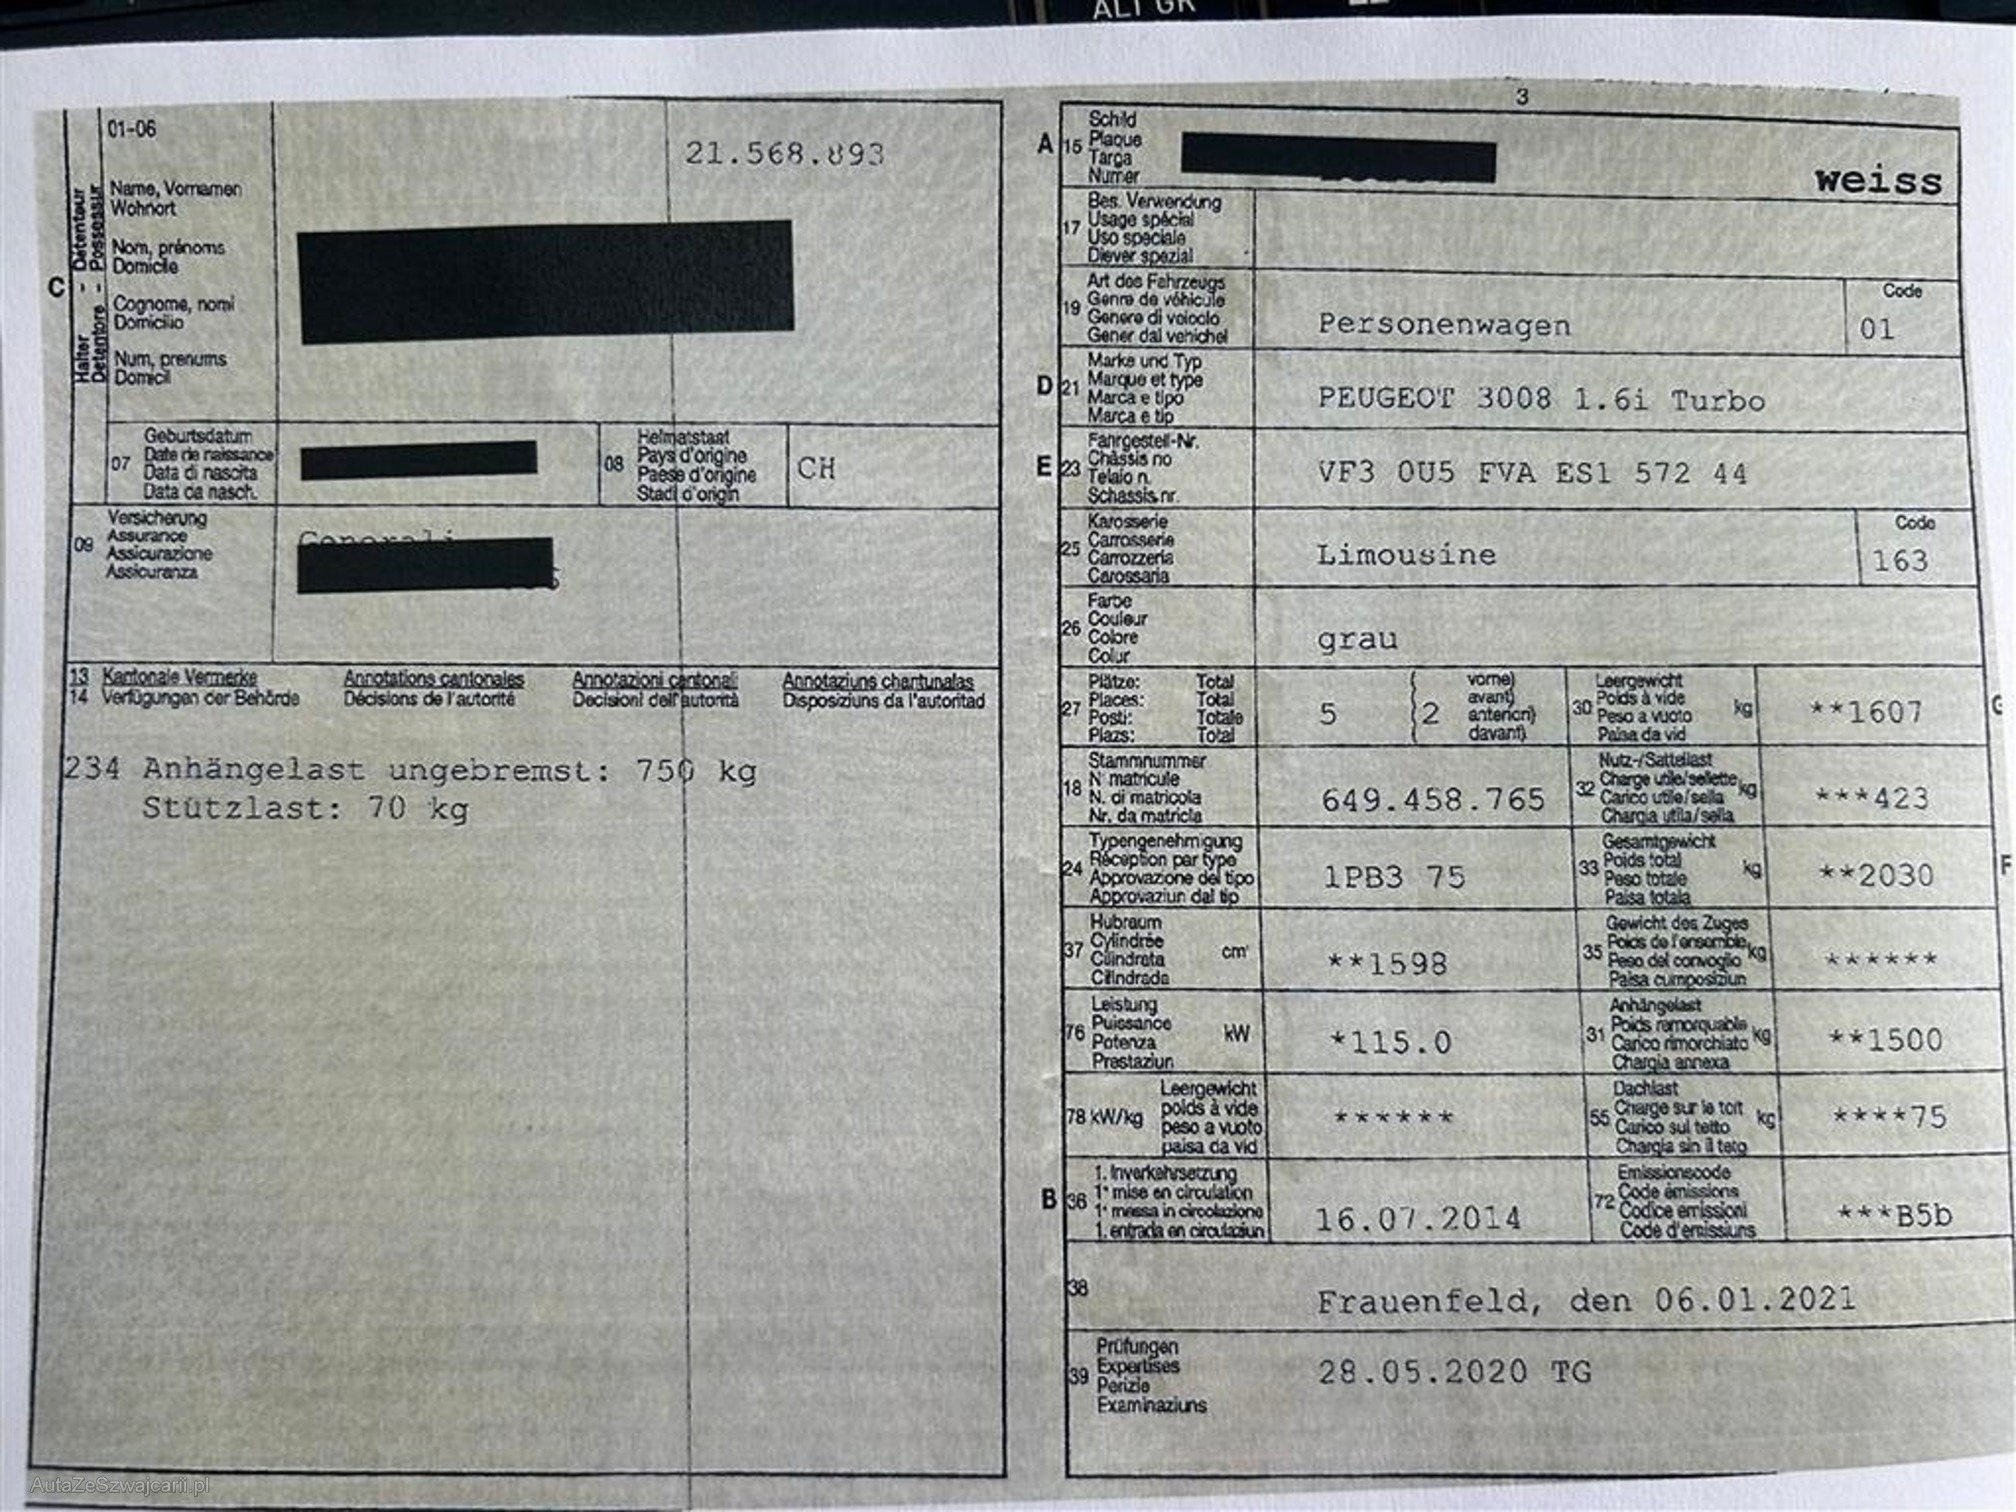 ALT GR
01-06
21.568.893
Halter - Détenteur
Detentore - Possessur
C
Name, Vornamen
Wohnort
Nom, prénoms
Domicile
Cognome, nomi
Domicilio
Num, prenums
Domicil
07
Geburtsdatum
Date de naissance
Data di nascita
Data da nasch.
08
Heimatstaat
Pays d'origine
Paese d'origine
Stadi d'origin
CH
09
Versicherung
Assurance
Assicurazione
Assicuranza
13 Kantonale Vermerke Annotations cantonales Annotazioni cantonali Annotaziuns chantunalas
14 Verfügungen der Behörde Décisions de l'autorité Decisioni dell'autorità Disposiziuns da l'autoritad
234 Anhängelast ungebremst: 750 kg
Stützlast: 70 kg
3
A
15
Schild
Plaque
Targa
Numer
weiss
17
Bes. Verwendung
Usage spécial
Uso speciale
Diever spezial
19
Art des Fahrzeugs
Genre de véhicule
Genere di veicolo
Gener dal vehichel
Personenwagen
Code
01
D
21
Marke und Typ
Marque et type
Marca e tipo
Marca e tip
PEUGEOT 3008 1.6i Turbo
E
23
Fahrgestell-Nr.
Châssis no
Telaio n.
Schassis nr.
VF3 0U5 FVA ES1 572 44
25
Karosserie
Carrosserie
Carrozzeria
Carossaria
Limousine
Code
163
26
Farbe
Couleur
Colore
Colur
grau
27
Plätze: Total
Places: Total
Posti: Totale
Plazs: Total
5
2
vorne)
avant)
anteriori)
davant)
30
Leergewicht
Poids à vide
Peso a vuoto
Paisa da vid
kg
**1607
G
18
Stammnummer
N° matricule
N. di matricola
Nr. da matricla
649.458.765
32
Nutz-/Sattellast
Charge utile/sellette
Carico utile/sella
Chargia utila/sella
kg
***423
24
Typengenehmigung
Réception par type
Approvazione del tipo
Approvaziun dal tip
1PB3 75
33
Gesamtgewicht
Poids total
Peso totale
Paisa totala
kg
**2030
F
37
Hubraum
Cylindrée
Cilindrata
Cilindrada
cm³
**1598
35
Gewicht des Zuges
Poids de l'ensemble
Peso del convoglio
Paisa cumposiziun
kg
******
76
Leistung
Puissance
Potenza
Prestaziun
kW
*115.0
31
Anhängelast
Poids remorquable
Carico rimorchiato
Chargia annexa
kg
**1500
78 kW/kg
Leergewicht
poids à vide
peso a vuoto
paisa da vid
******
55
Dachlast
Charge sur le toit
Carico sul tetto
Chargia sin il tetg
kg
****75
B
36
1. Inverkehrsetzung
1° mise en circulation
1° messa in circolazione
1. entrada en circulaziun
16.07.2014
72
Emissionscode
Code émissions
Codice emissioni
Code d'emissiuns
***B5b
38
Frauenfeld, den 06.01.2021
39
Prüfungen
Expertises
Perizie
Examinaziuns
28.05.2020 TG
AutaZeSzwajcarii.pl